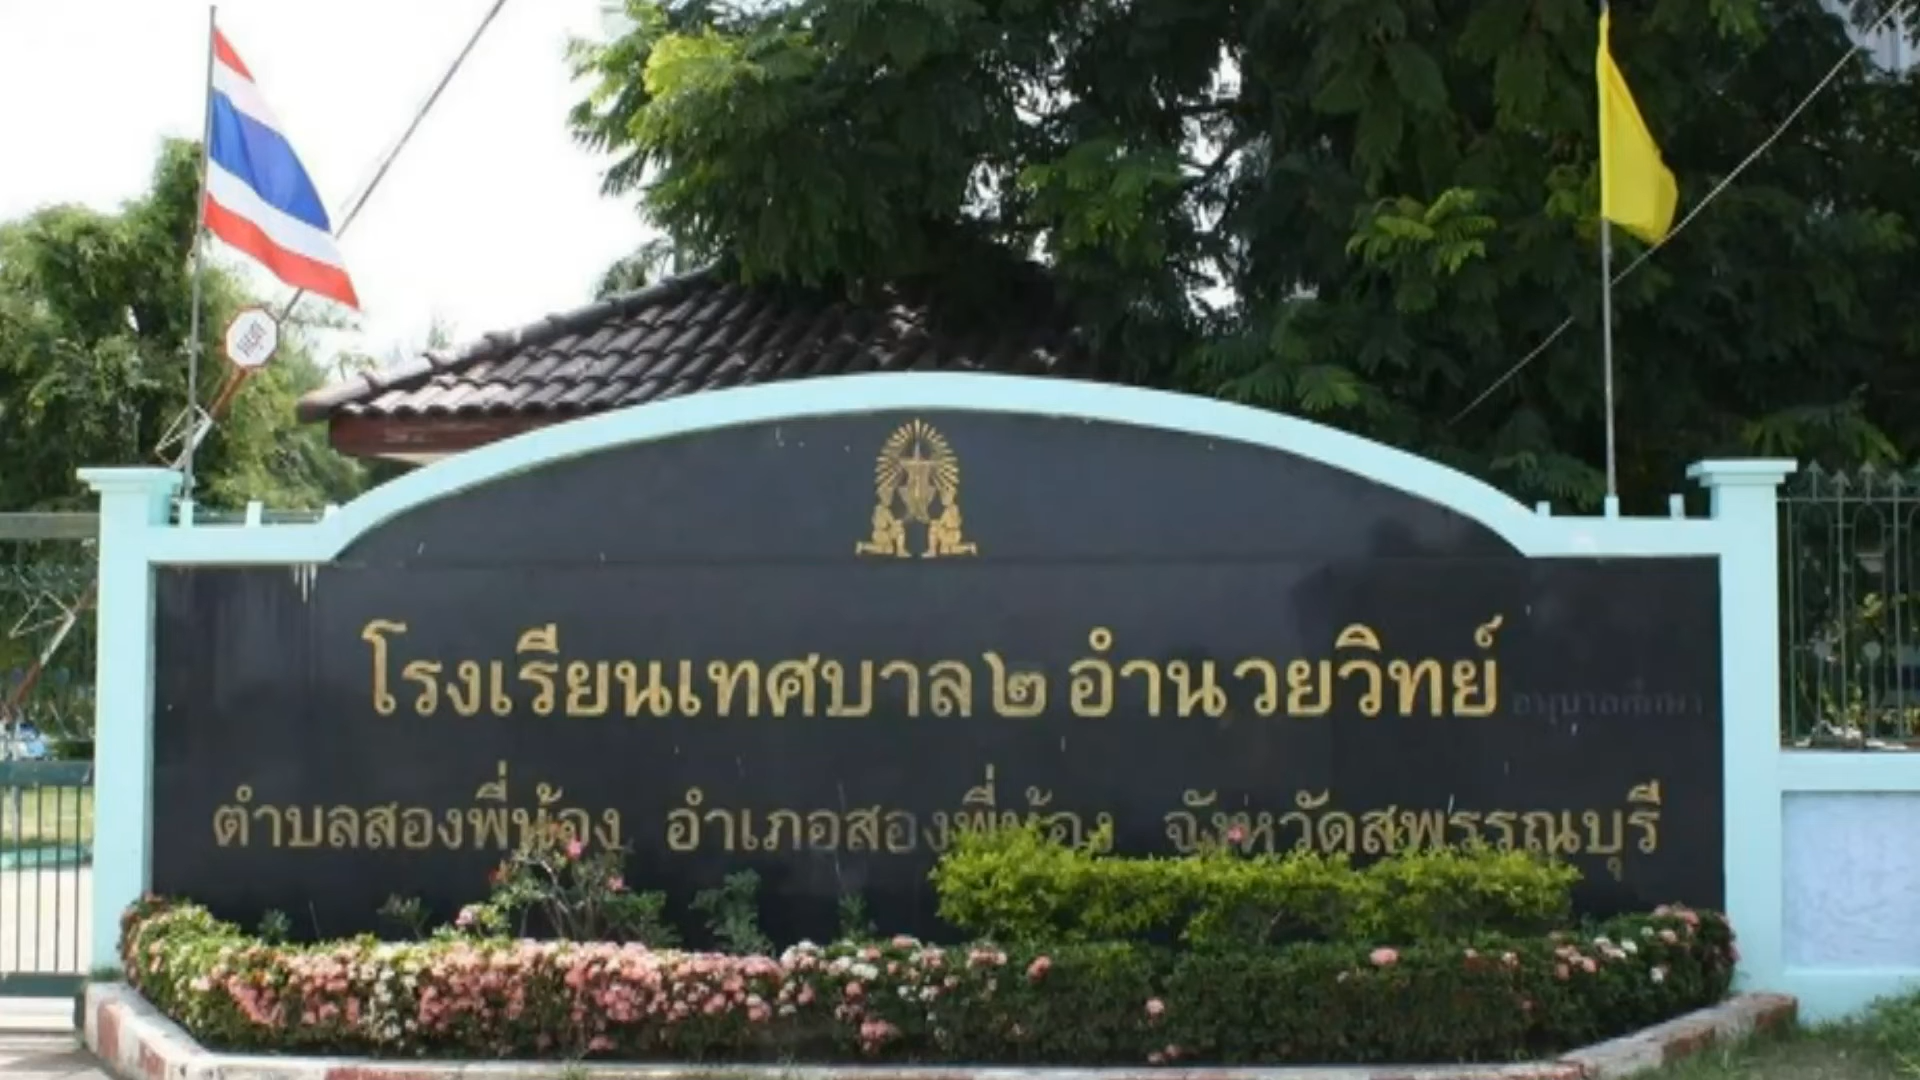 หยุด
โรงเรียนเทศบาล ๒ อำนวยวิทย์
ตำบลสองพี่น้อง อำเภอสองพี่น้อง จังหวัดสุพรรณบุรี